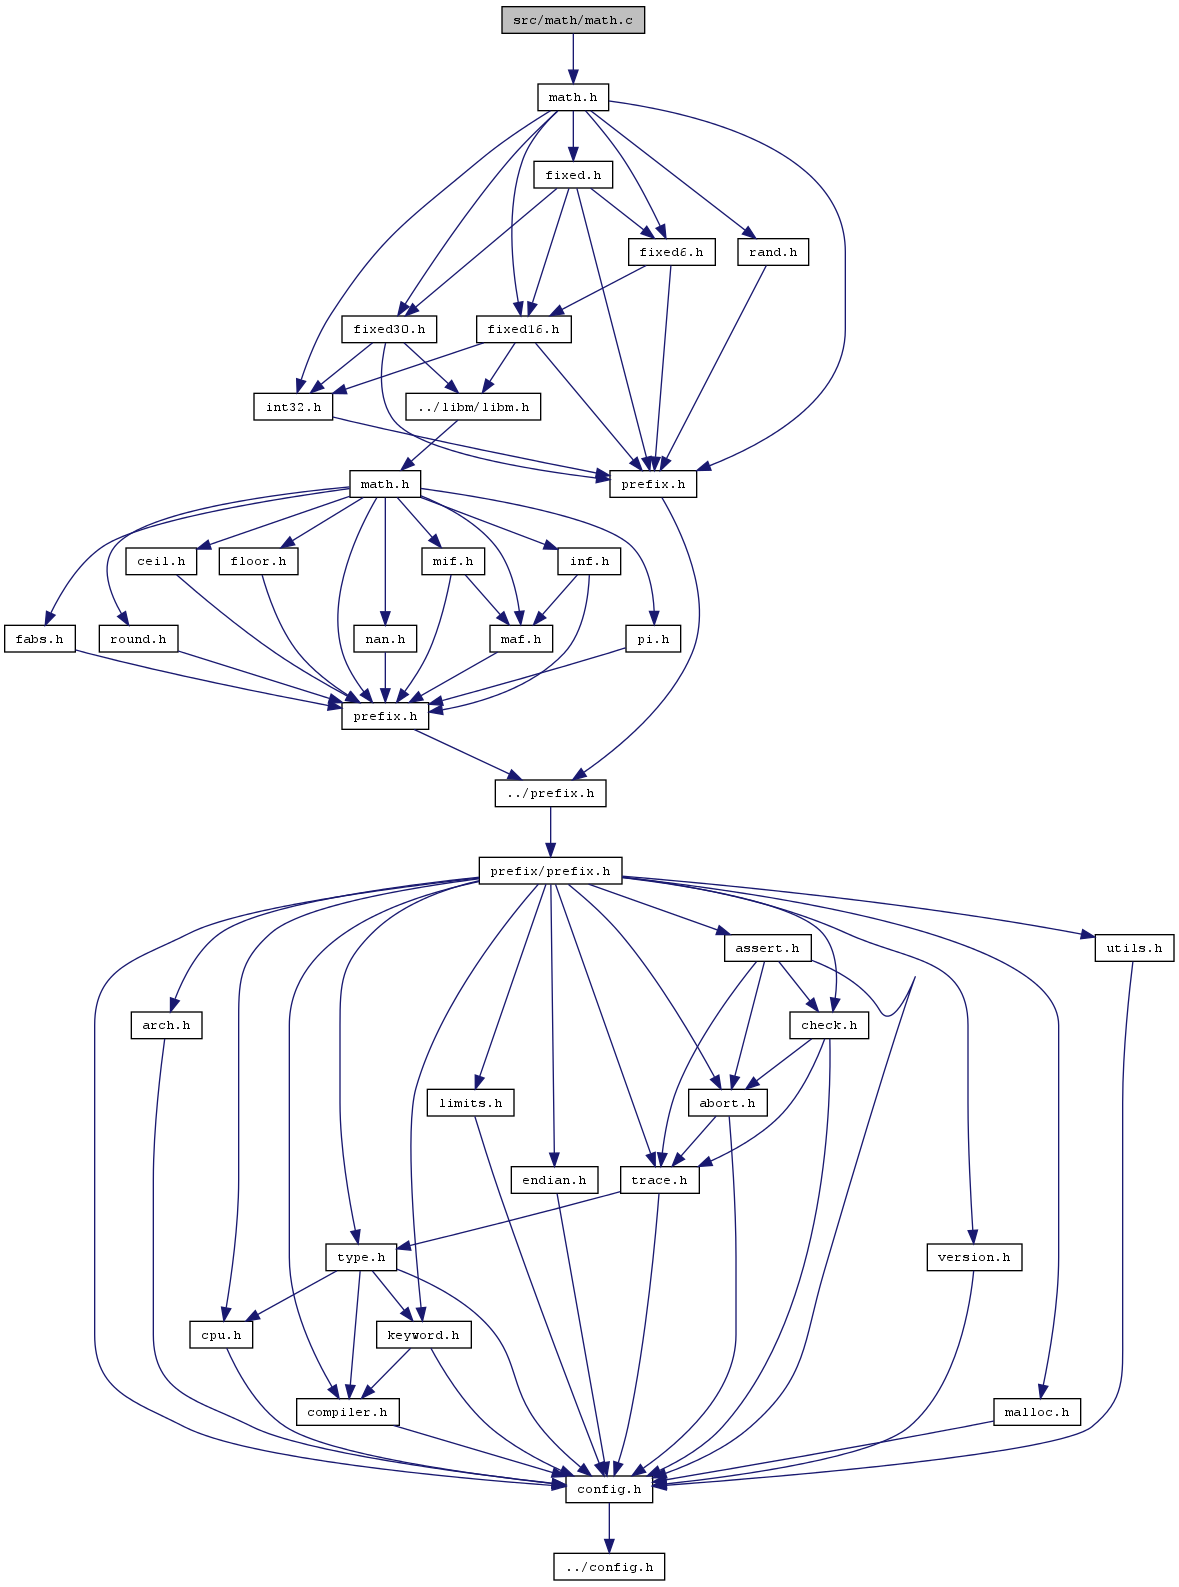 src/math/math.c
math.h
fixed.h
fixed6.h
rand.h
fixed30.h
fixed16.h
int32.h
../libm/libm.h
math.h
prefix.h
ceil.h
floor.h
mif.h
inf.h
fabs.h
round.h
nan.h
maf.h
pi.h
prefix.h
../prefix.h
prefix/prefix.h
assert.h
utils.h
arch.h
check.h
limits.h
abort.h
endian.h
trace.h
type.h
version.h
cpu.h
keyword.h
compiler.h
malloc.h
config.h
../config.h